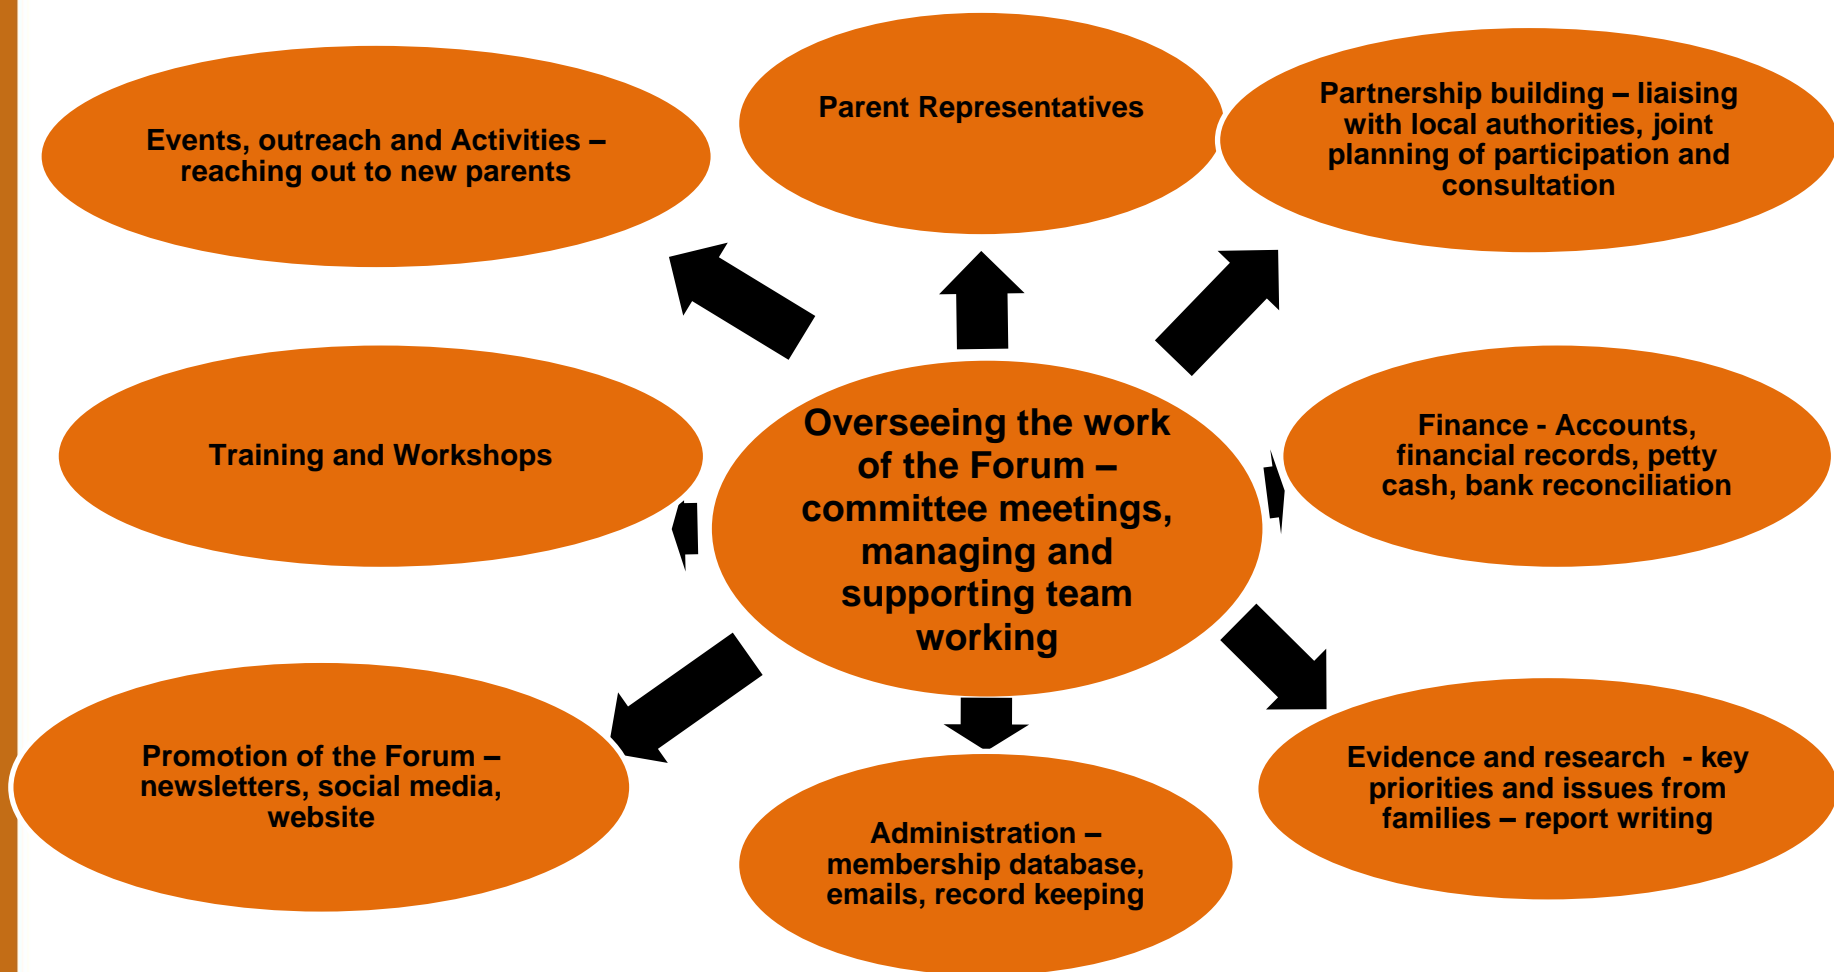 Events, outreach and Activities –
reaching out to new parents
Parent Representatives
Partnership building – liaising
with local authorities, joint
planning of participation and
consultation
Training and Workshops
Overseeing the work
of the Forum –
committee meetings,
managing and
supporting team
working
Finance - Accounts,
financial records, petty
cash, bank reconciliation
Promotion of the Forum –
newsletters, social media,
website
Administration –
membership database,
emails, record keeping
Evidence and research  - key
priorities and issues from
families – report writing